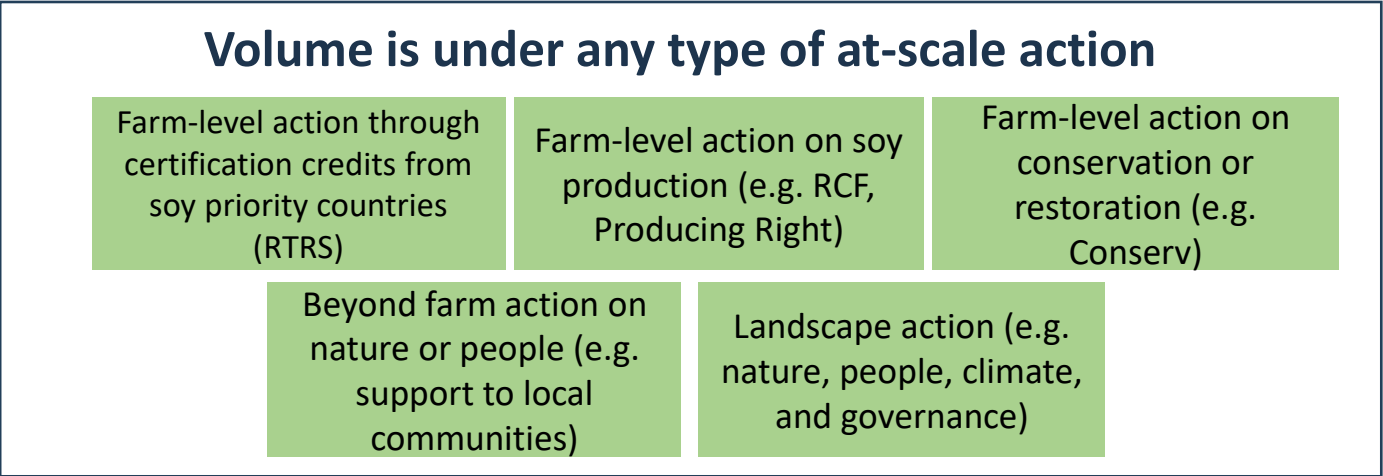 Volume is under any type of at-scale action
Farm-level action through
certification credits from
soy priority countries
(RTRS)
Farm-level action on soy
production (e.g. RCF,
Producing Right)
Farm-level action on
conservation or
restoration (e.g.
Conserv)
Beyond farm action on
nature or people (e.g.
support to local
communities)
Landscape action (e.g.
nature, people, climate,
and governance)